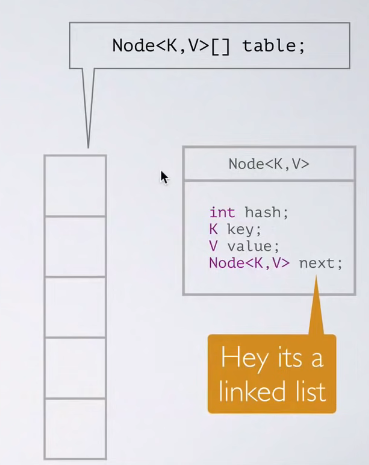 Node<K,V>[] table;
Node<K,V>
int hash;
K key;
V value;
Node<K,V> next;
Hey its a
linked list